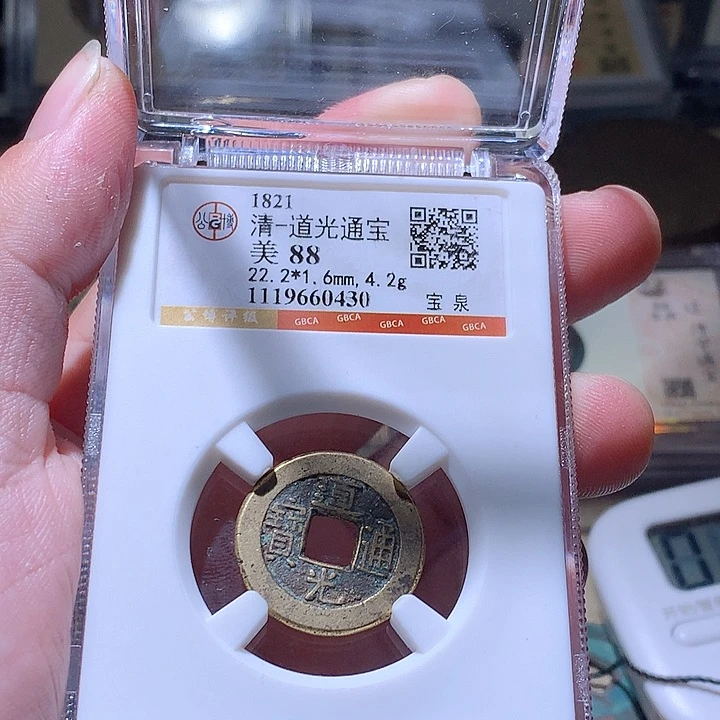 1821
清-道光通宝
美 88
22.2*1.6mm, 4.2g
1119660430 宝 泉
公博评级 GBCA GBCA GBCA GBCA GBCA
道
寶 通
光